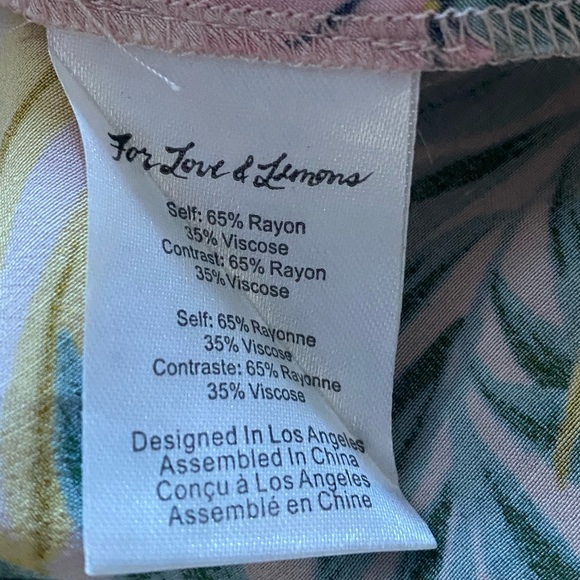 For Love & Lemons
Self: 65% Rayon
35% Viscose
Contrast: 65% Rayon
35% Viscose
Self: 65% Rayonne
35% Viscose
Contraste: 65% Rayonne
35% Viscose
Designed In Los Angeles
Assembled In China
Conçu à Los Angeles
Assemblé en Chine